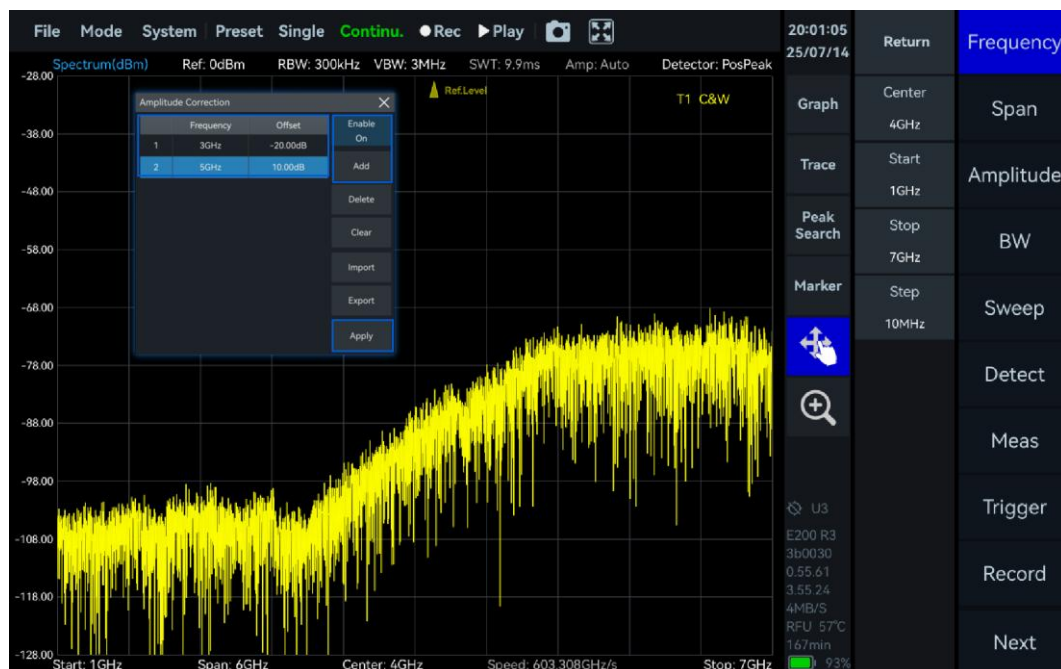 File Mode System Preset Single Continu. Rec Play
Spectrum(dBm) Ref: 0dBm RBW: 300kHz VBW: 3MHz SWT: 9.9ms Amp: Auto Detector: PosPeak
Ref.Level
T1 C&W
-28.00
-38.00
-48.00
-58.00
-68.00
-78.00
-88.00
-98.00
-108.00
-118.00
-128.00
Amplitude Correction
Frequency Offset
1 3GHz -20.00dB
2 5GHz 10.00dB
Enable
On
Add
Delete
Clear
Import
Export
Apply
Start: 1GHz Span: 6GHz Center: 4GHz Speed: 603.308GHz/s Stop: 7GHz
20:01:05
25/07/14
Graph
Trace
Peak
Search
Marker
U3
E200 R3
3b0030
0.55.61
3.55.24
4MB/S
RFU 57°C
167min
93%
Return
Center
4GHz
Start
1GHz
Stop
7GHz
Step
10MHz
Frequency
Span
Amplitude
BW
Sweep
Detect
Meas
Trigger
Record
Next